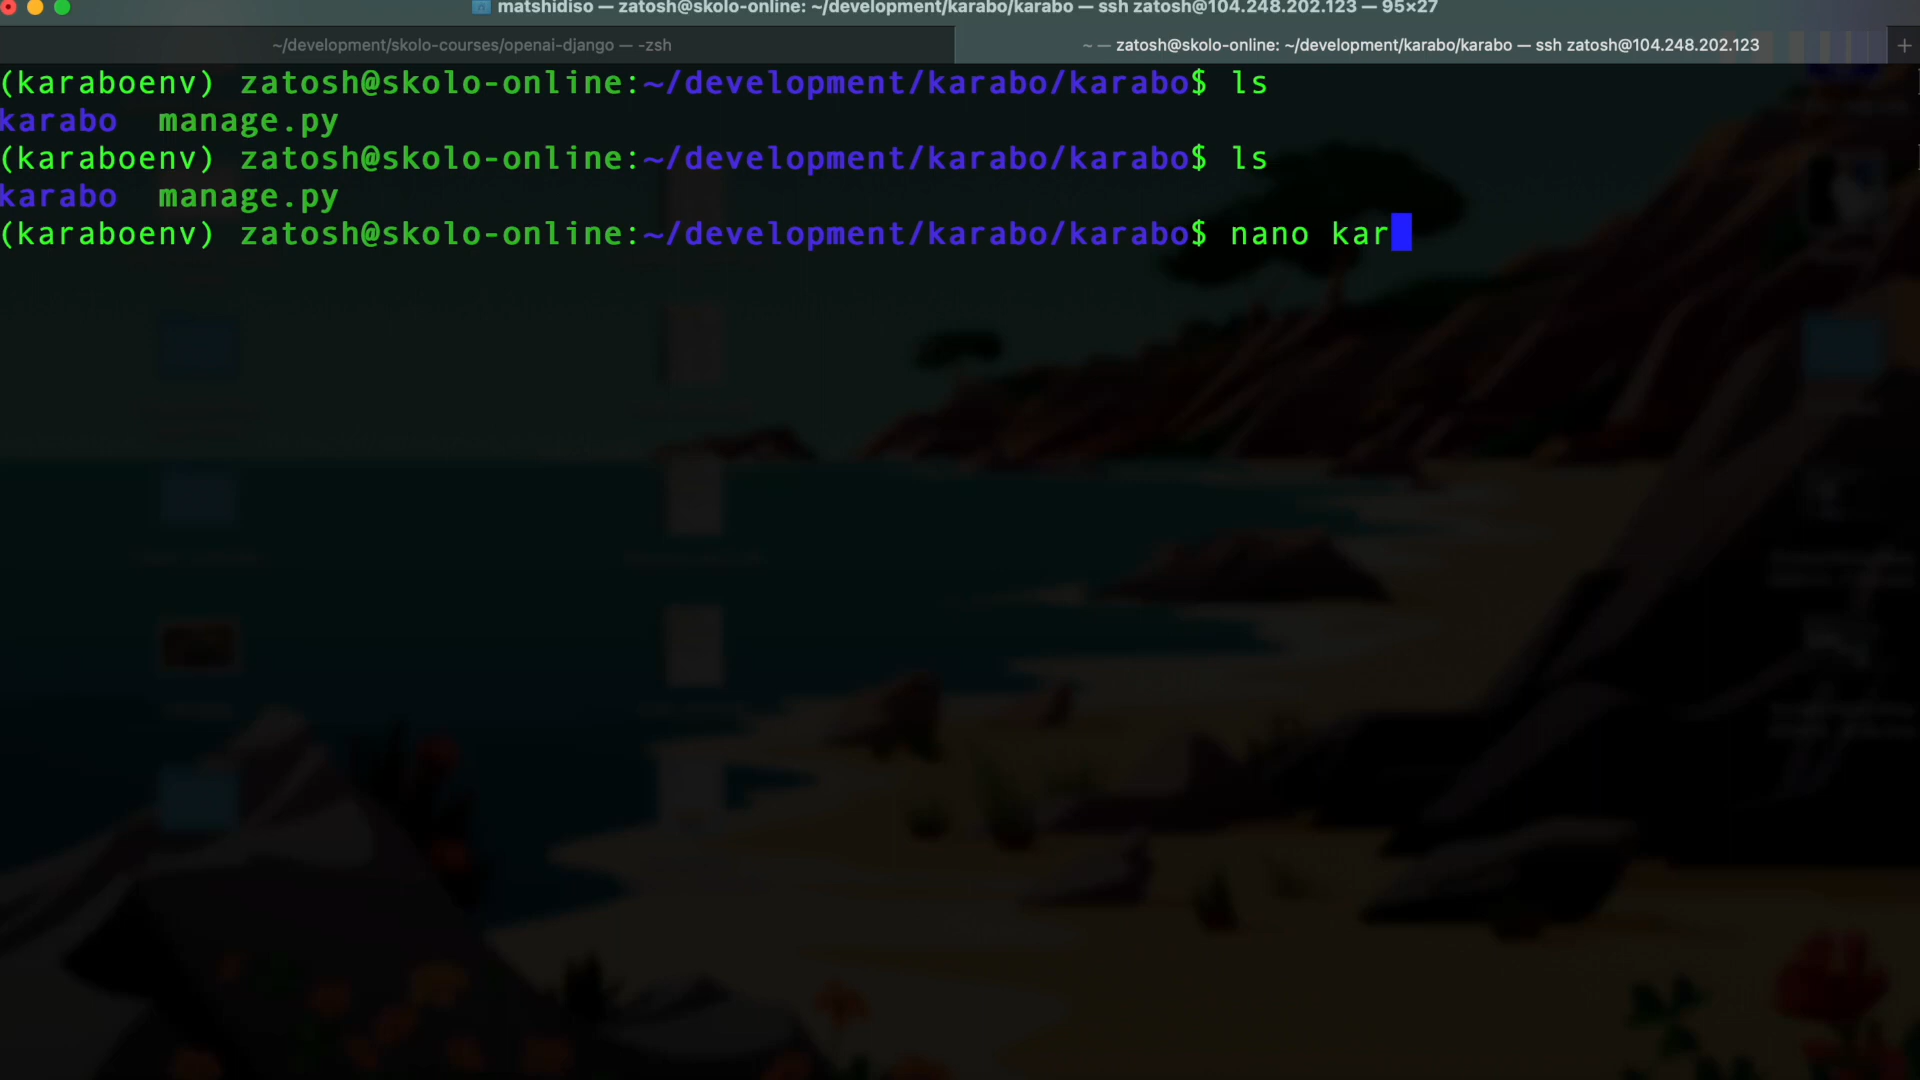 matshidiso — zatosh@skolo-online: ~/development/karabo/karabo — ssh zatosh@104.248.202.123 — 95×27
~/development/skolo-courses/openai-django — -zsh
~ — zatosh@skolo-online: ~/development/karabo/karabo — ssh zatosh@104.248.202.123
(karaboenv) zatosh@skolo-online:~/development/karabo/karabo$ ls
karabo  manage.py
(karaboenv) zatosh@skolo-online:~/development/karabo/karabo$ ls
karabo  manage.py
(karaboenv) zatosh@skolo-online:~/development/karabo/karabo$ nano kar